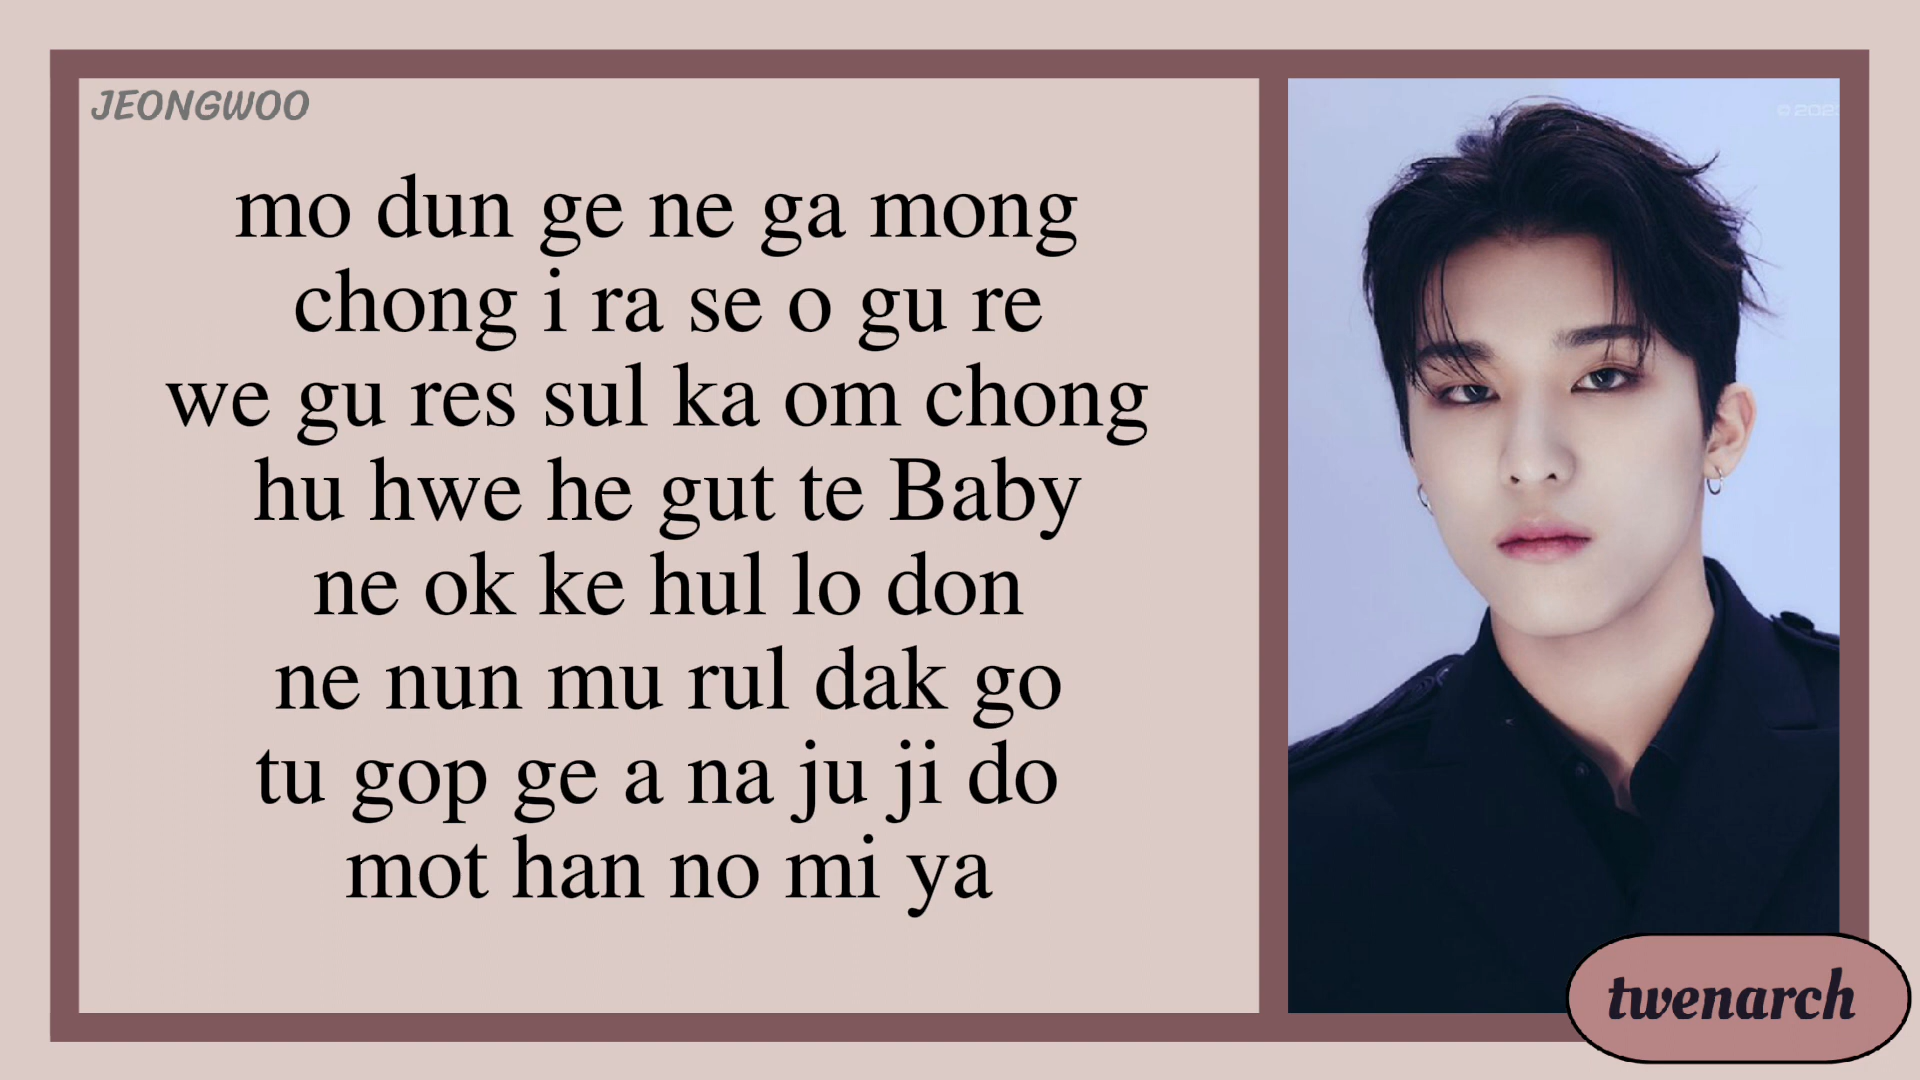 JEONGWOO
mo dun ge ne ga mong
chong i ra se o gu re
we gu res sul ka om chong
hu hwe he gut te Baby
ne ok ke hul lo don
ne nun mu rul dak go
tu gop ge a na ju ji do
mot han no mi ya
© 202
twenarch